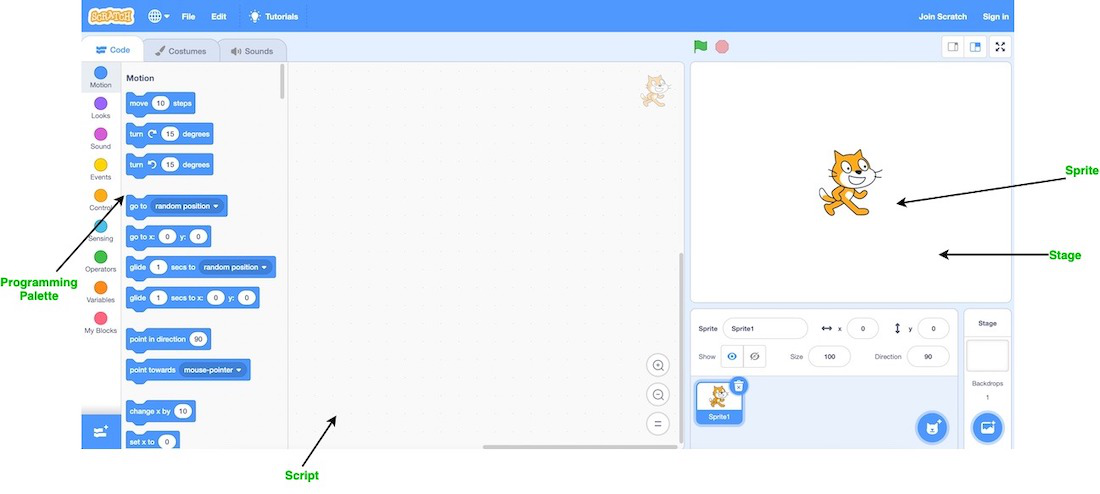 SCRATCH
File Edit Tutorials Join Scratch Sign in
Code Costumes Sounds
Motion
Looks
Sound
Events
Control
Sensing
Operators
Variables
My Blocks
Motion
move 10 steps
turn 15 degrees
turn 15 degrees
go to random position
go to x: 0 y: 0
glide 1 secs to random position
glide 1 secs to x: 0 y: 0
point in direction 90
point towards mouse-pointer
change x by 10
set x to 0
Programming
Palette
Script
Sprite
Stage
Sprite Sprite1 x 0 y 0
Show Size 100 Direction 90
Sprite1
Stage
Backdrops
1